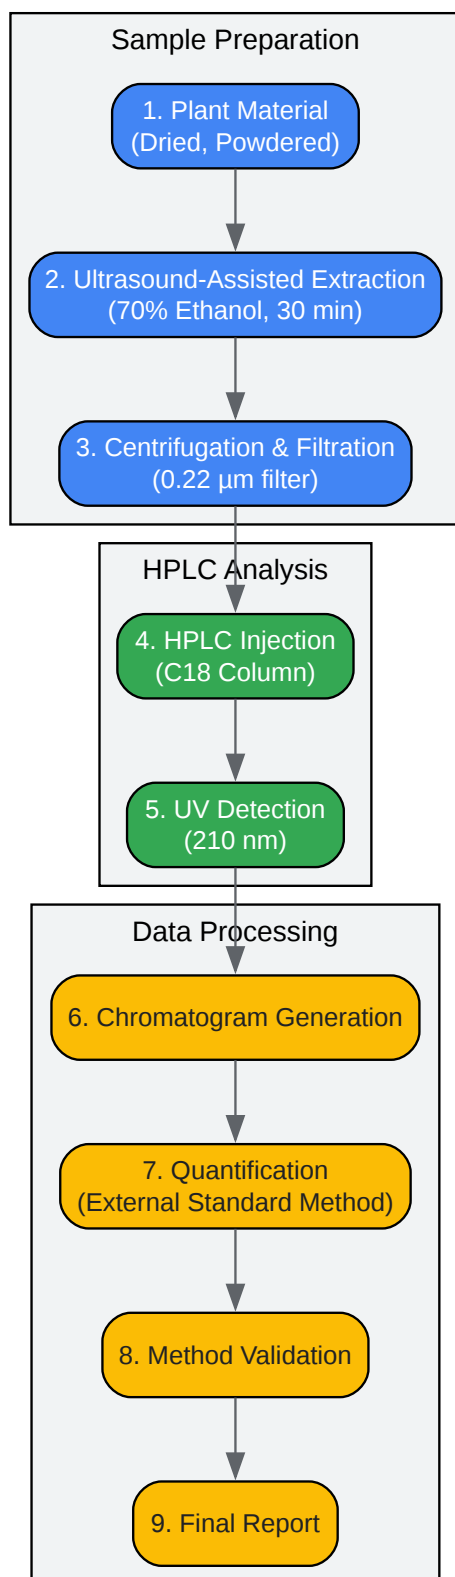 Sample Preparation
1. Plant Material
(Dried, Powdered)
2. Ultrasound-Assisted Extraction
(70% Ethanol, 30 min)
3. Centrifugation & Filtration
(0.22 µm filter)
HPLC Analysis
4. HPLC Injection
(C18 Column)
5. UV Detection
(210 nm)
Data Processing
6. Chromatogram Generation
7. Quantification
(External Standard Method)
8. Method Validation
9. Final Report